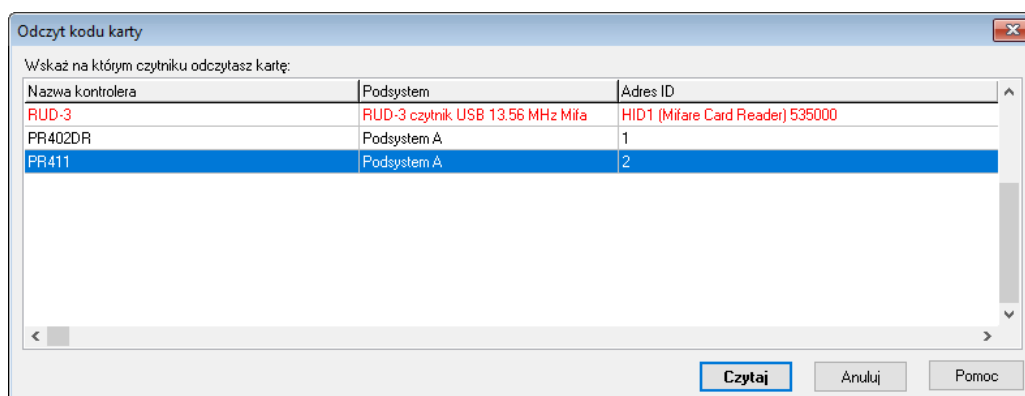 Odczyt kodu karty
Wskaż na którym czytniku odczytasz kartę:
Nazwa kontrolera Podsystem Adres ID
RUD-3 RUD-3 czytnik USB 13.56 MHz Mifa HID1 (Mifare Card Reader) 535000
PR402DR Podsystem A 1
PR411 Podsystem A 2
Czytaj Anuluj Pomoc